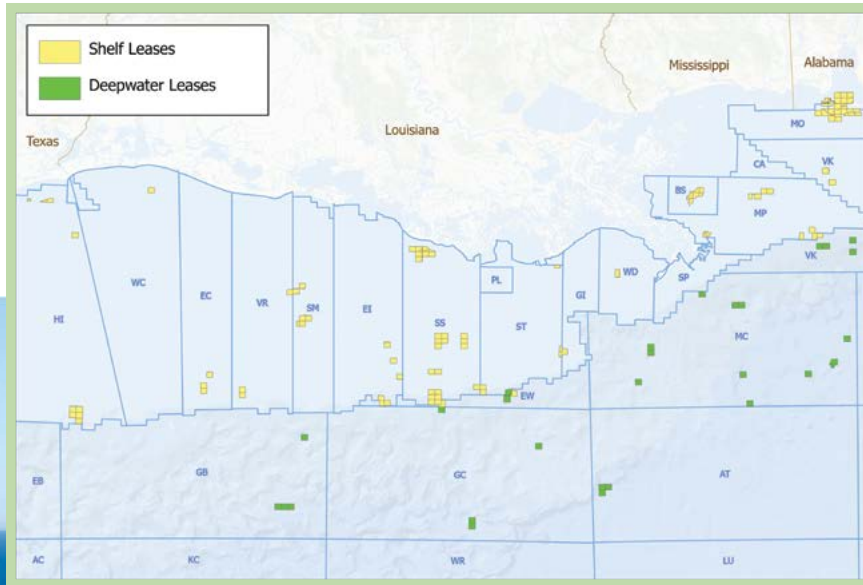 Shelf Leases
Deepwater Leases
Mississippi
Alabama
Texas
Louisiana
MO
CA
VK
BS
MP
WC
EC
VR
SM
EI
SS
PL
ST
GI
WD
SP
VK
HI
MC
EW
EB
GB
GC
AT
AC
KC
WR
LU